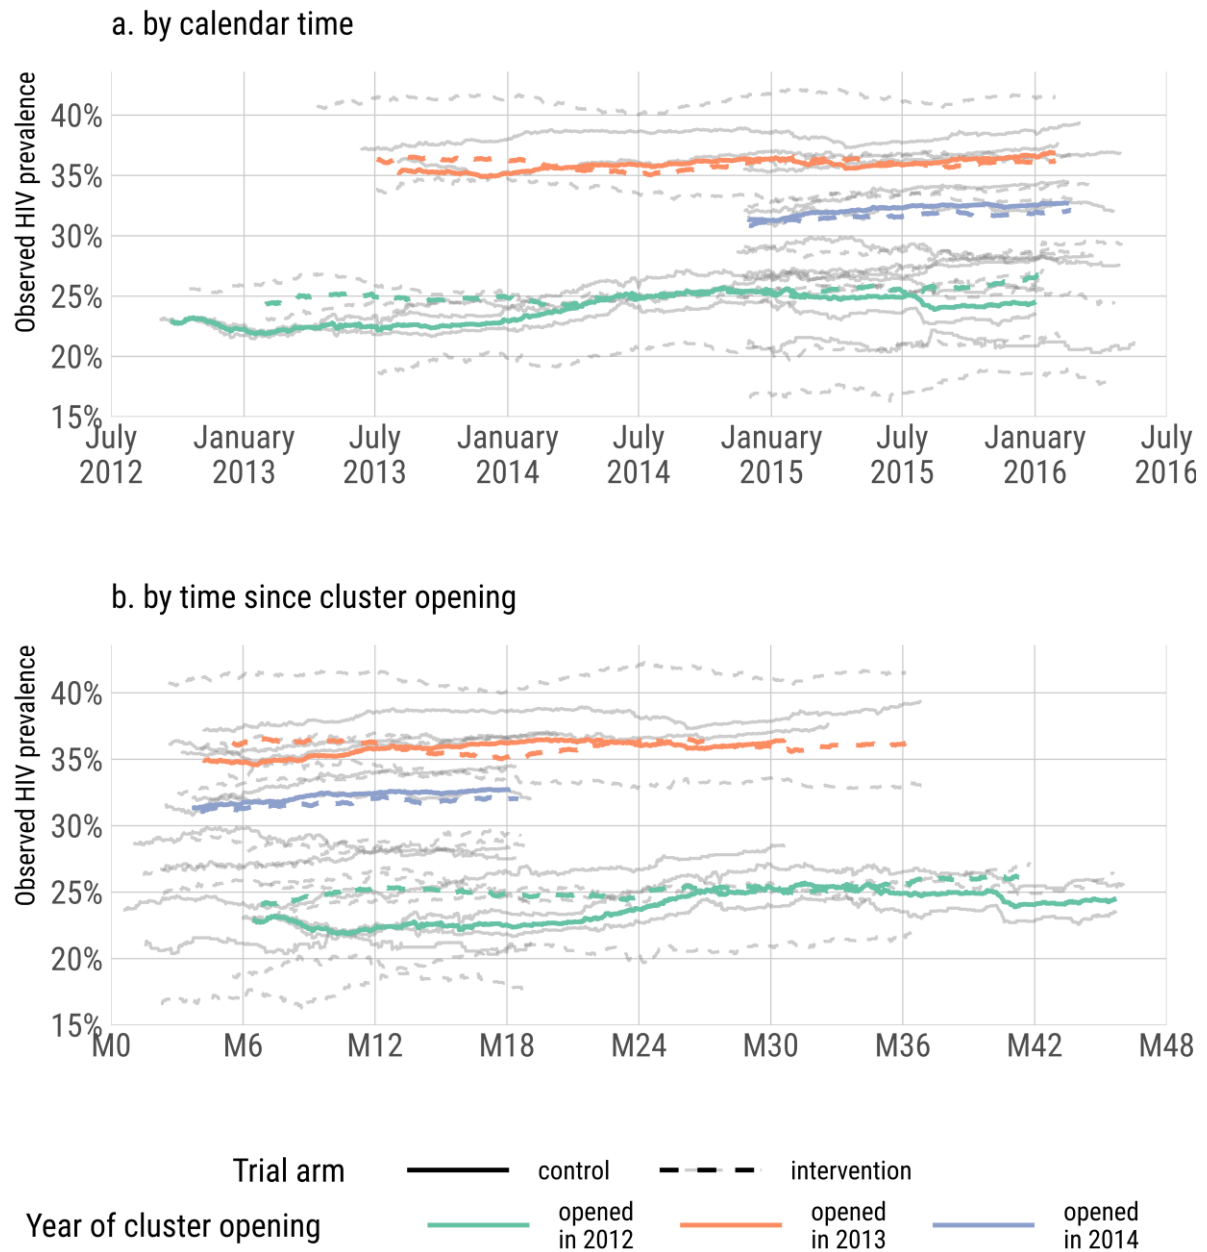 a. by calendar time
Observed HIV prevalence
40%
35%
30%
25%
20%
15%
July
2012
January
2013
July
2013
January
2014
July
2014
January
2015
July
2015
January
2016
July
2016
b. by time since cluster opening
Observed HIV prevalence
40%
35%
30%
25%
20%
15%
M0
M6
M12
M18
M24
M30
M36
M42
M48
Trial arm
control
intervention
Year of cluster opening
opened
in 2012
opened
in 2013
opened
in 2014